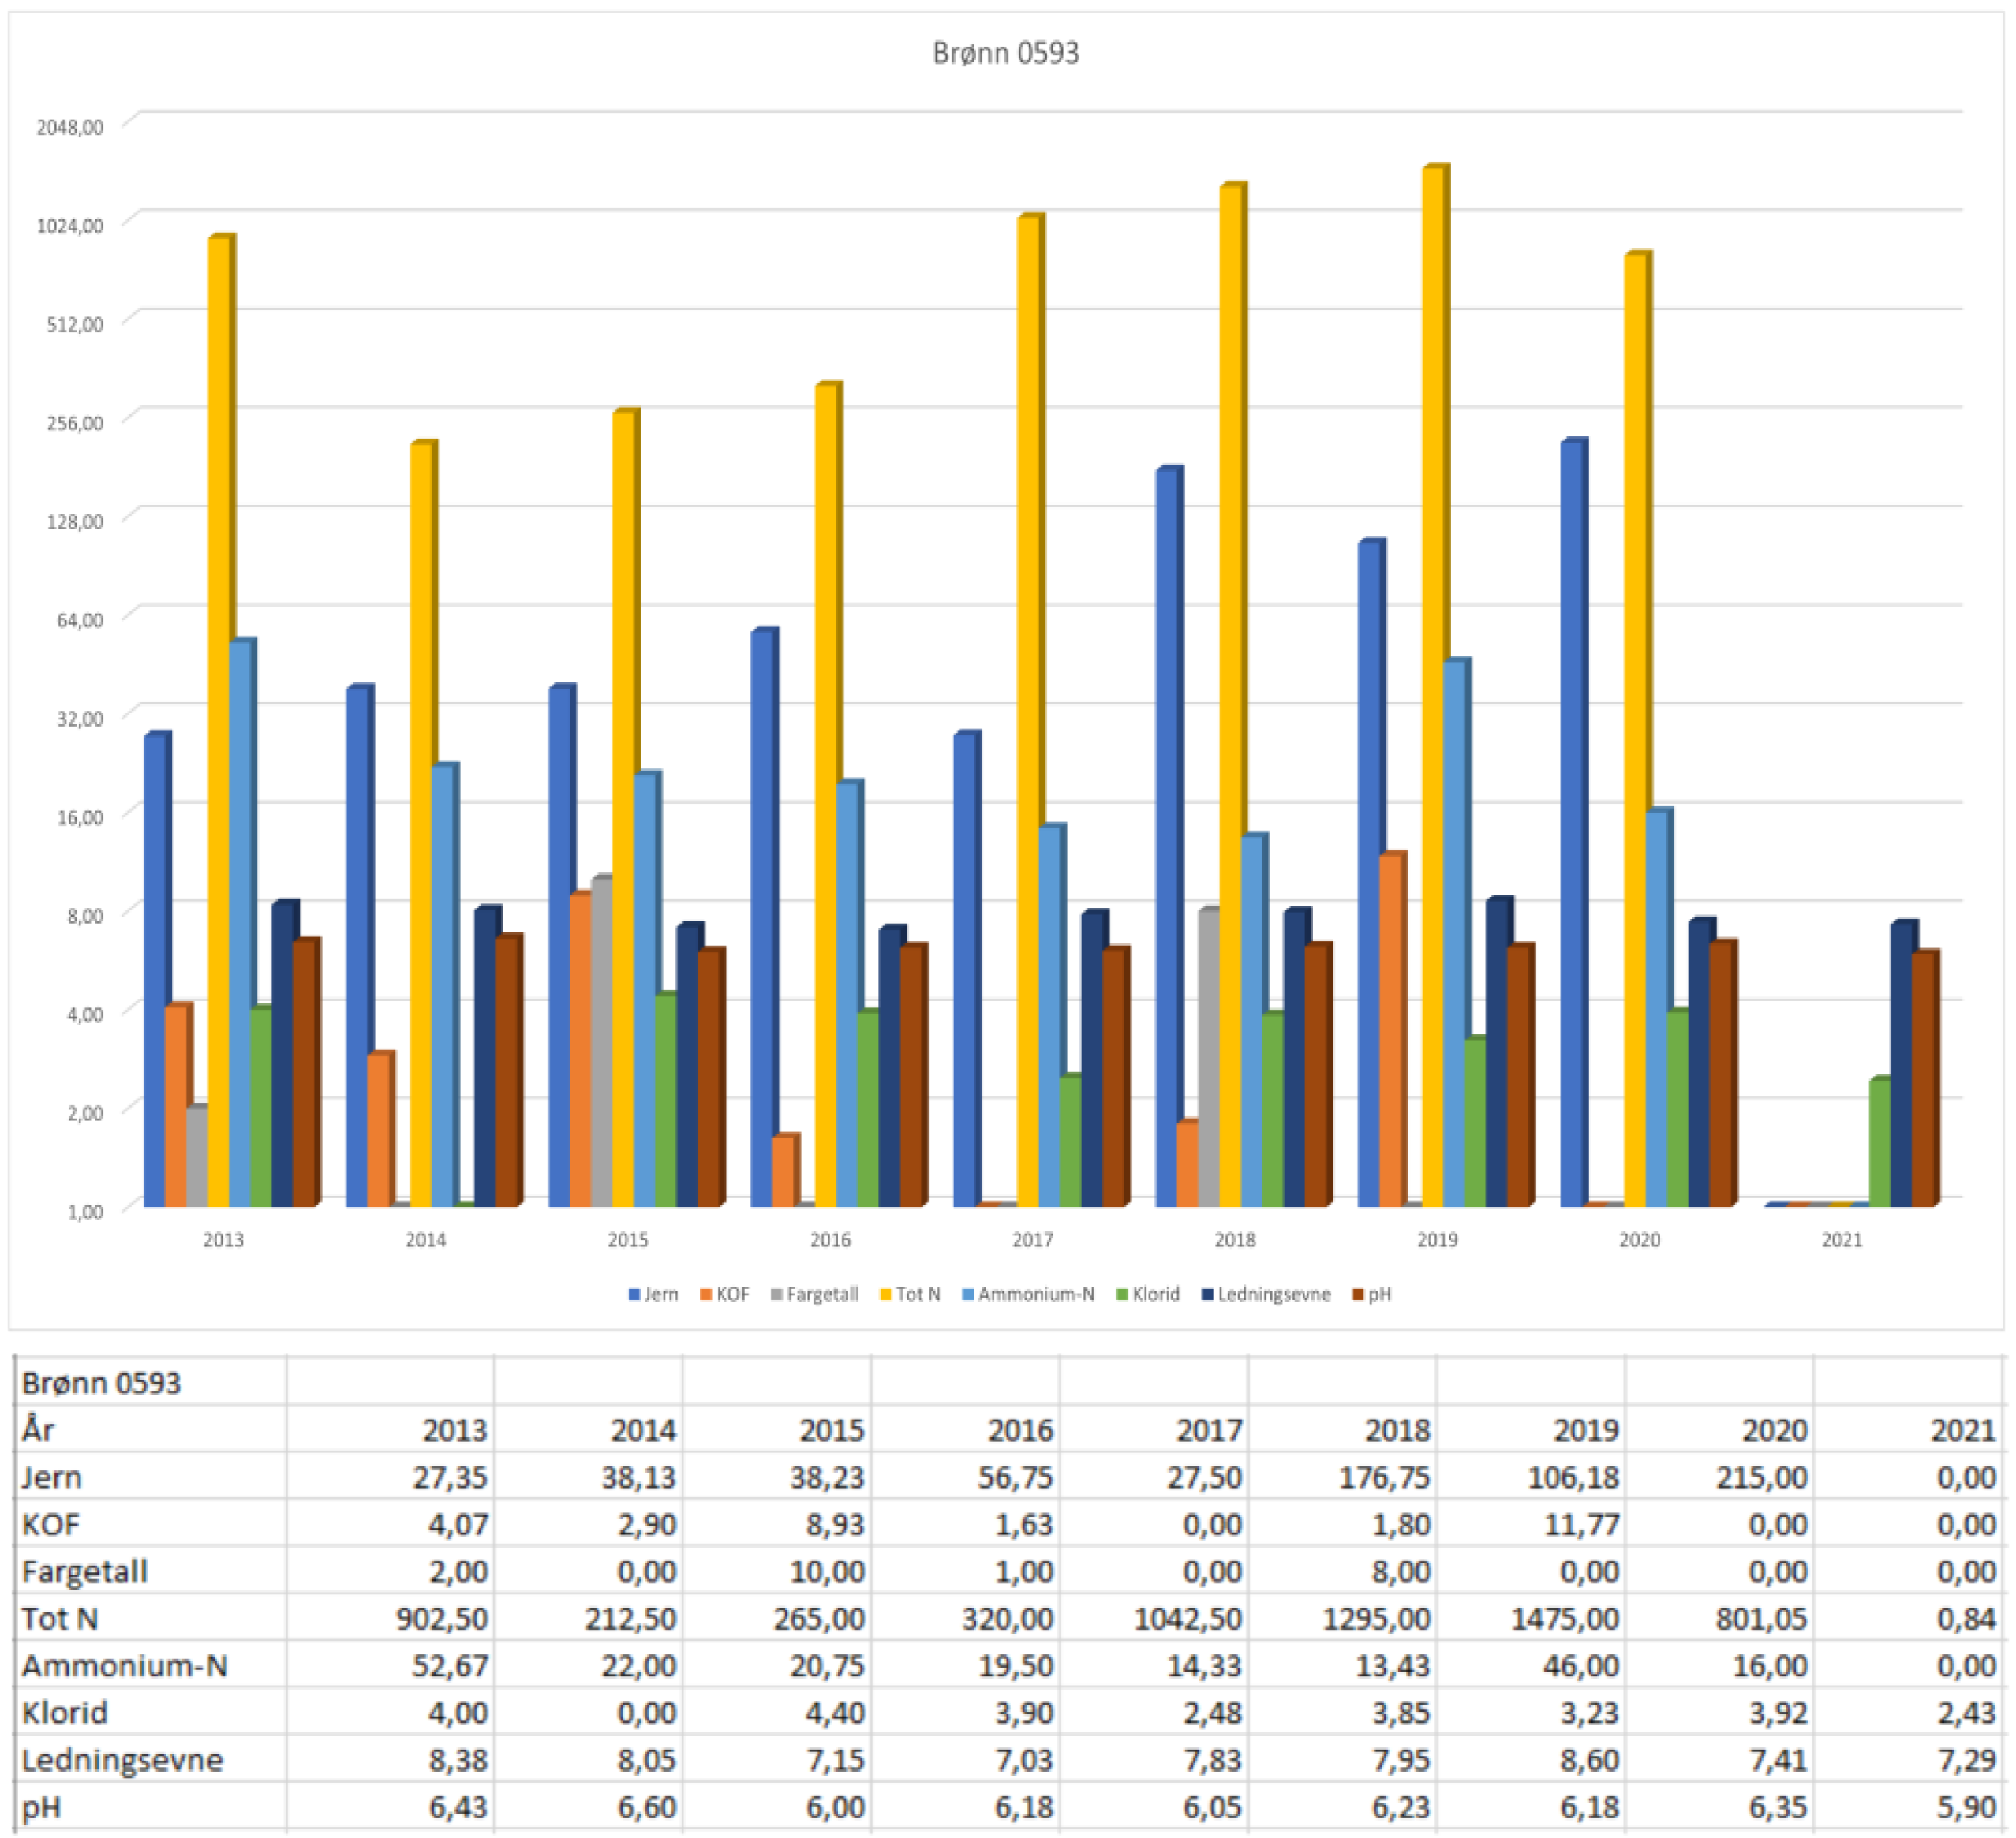 Brønn 0593
2048,00
1024,00
512,00
256,00
128,00
64,00
32,00
16,00
8,00
4,00
2,00
1,00
2013 2014 2015 2016 2017 2018 2019 2020 2021
Jern KOF Fargetall Tot N Ammonium-N Klorid Ledningsevne pH
Brønn 0593
År 2013 2014 2015 2016 2017 2018 2019 2020 2021
Jern 27,35 38,13 38,23 56,75 27,50 176,75 106,18 215,00 0,00
KOF 4,07 2,90 8,93 1,63 0,00 1,80 11,77 0,00 0,00
Fargetall 2,00 0,00 10,00 1,00 0,00 8,00 0,00 0,00 0,00
Tot N 902,50 212,50 265,00 320,00 1042,50 1295,00 1475,00 801,05 0,84
Ammonium-N 52,67 22,00 20,75 19,50 14,33 13,43 46,00 16,00 0,00
Klorid 4,00 0,00 4,40 3,90 2,48 3,85 3,23 3,92 2,43
Ledningsevne 8,38 8,05 7,15 7,03 7,83 7,95 8,60 7,41 7,29
pH 6,43 6,60 6,00 6,18 6,05 6,23 6,18 6,35 5,90